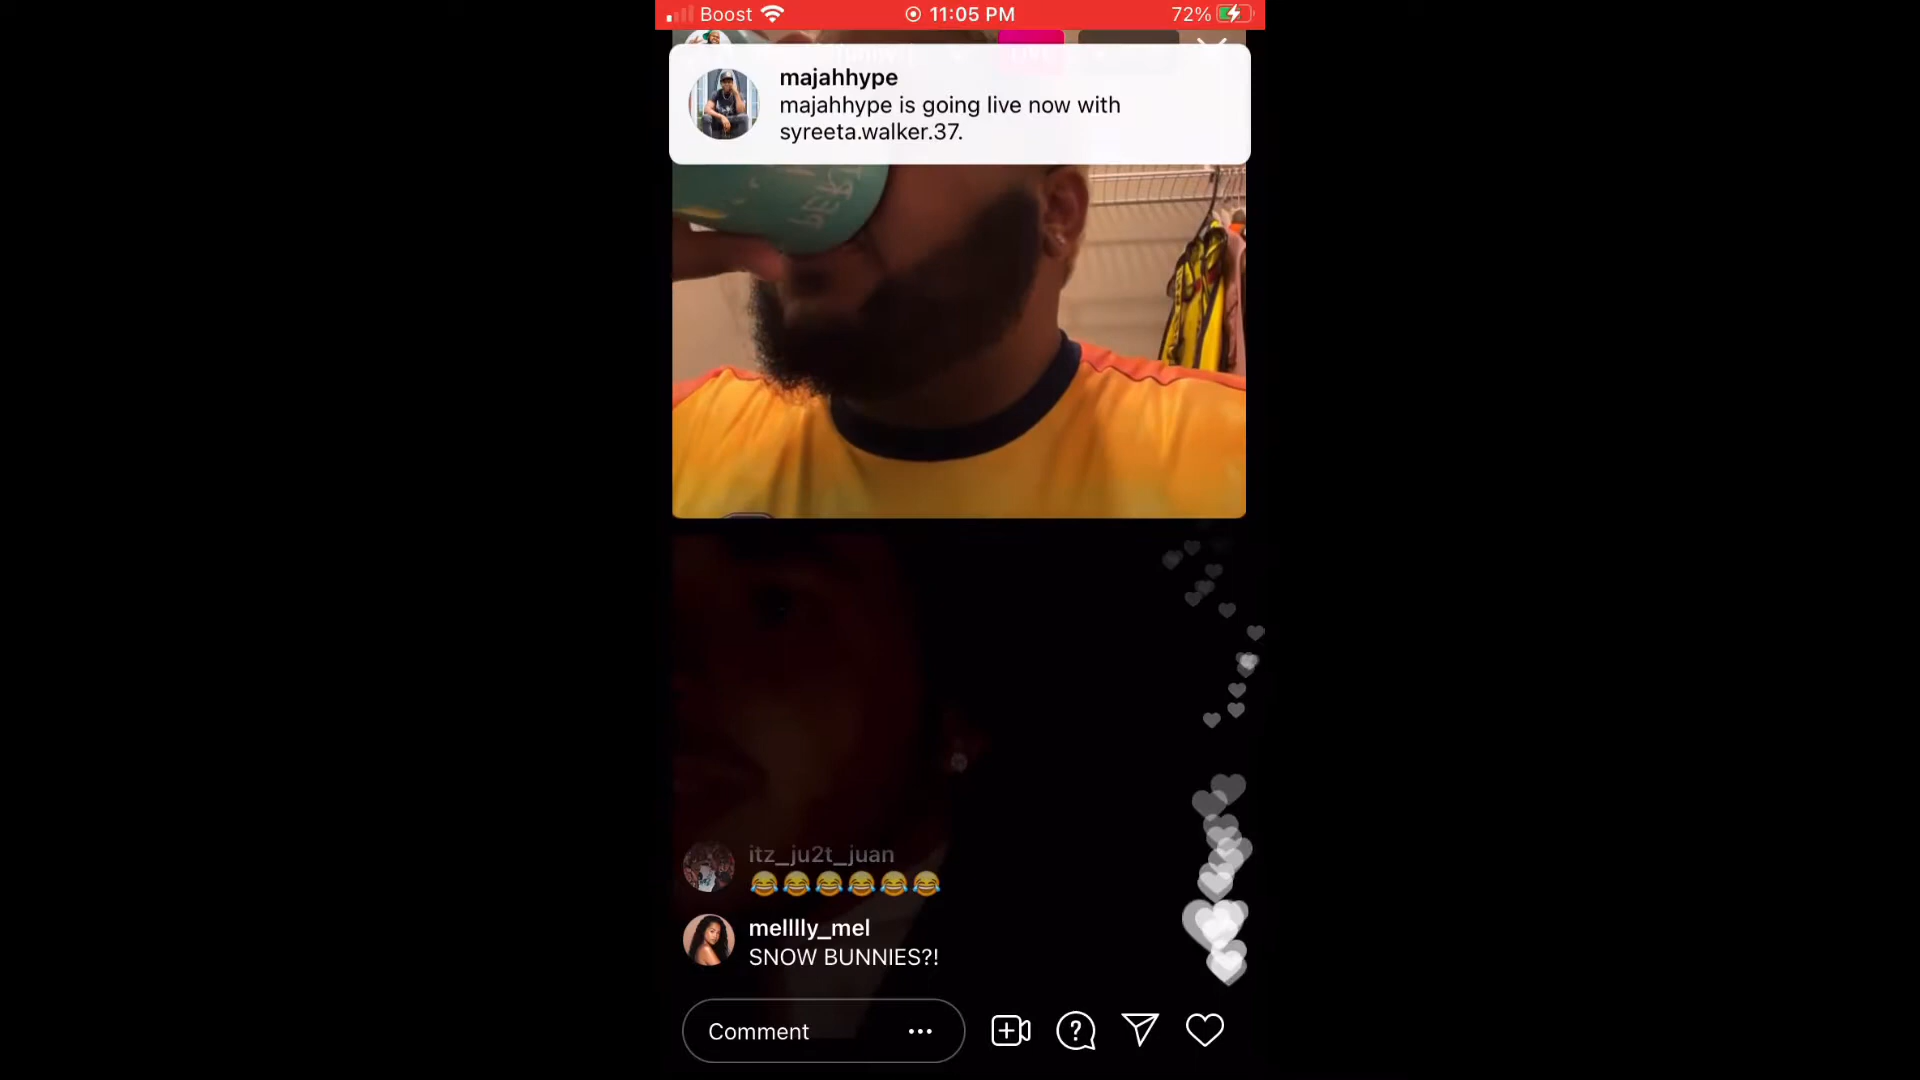 Boost 11:05 PM 72%
majahhype
majahhype is going live now with
syreeta.walker.37.
itz_ju2t_juan
😂😂😂😂😂😂
mellllly_mel
SNOW BUNNIES?!
Comment